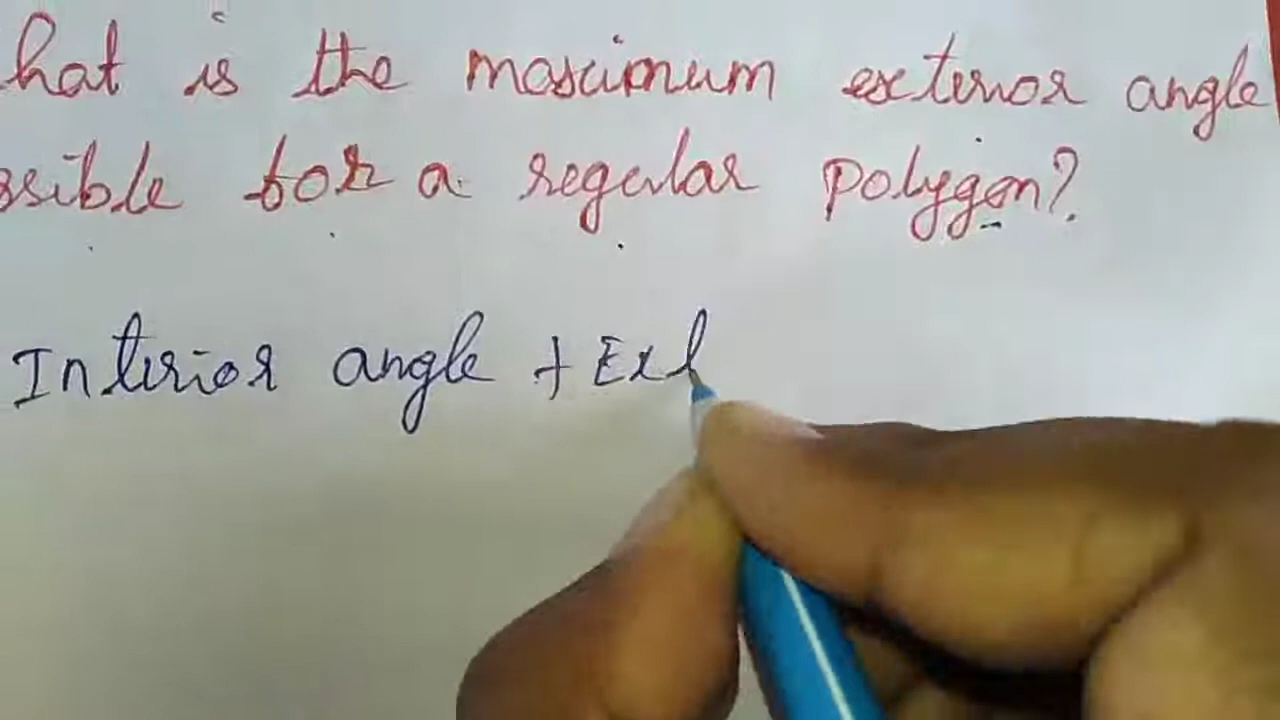 hat is the maximum exterior angle
ssible for a regular polygon?
Interior angle + Ext